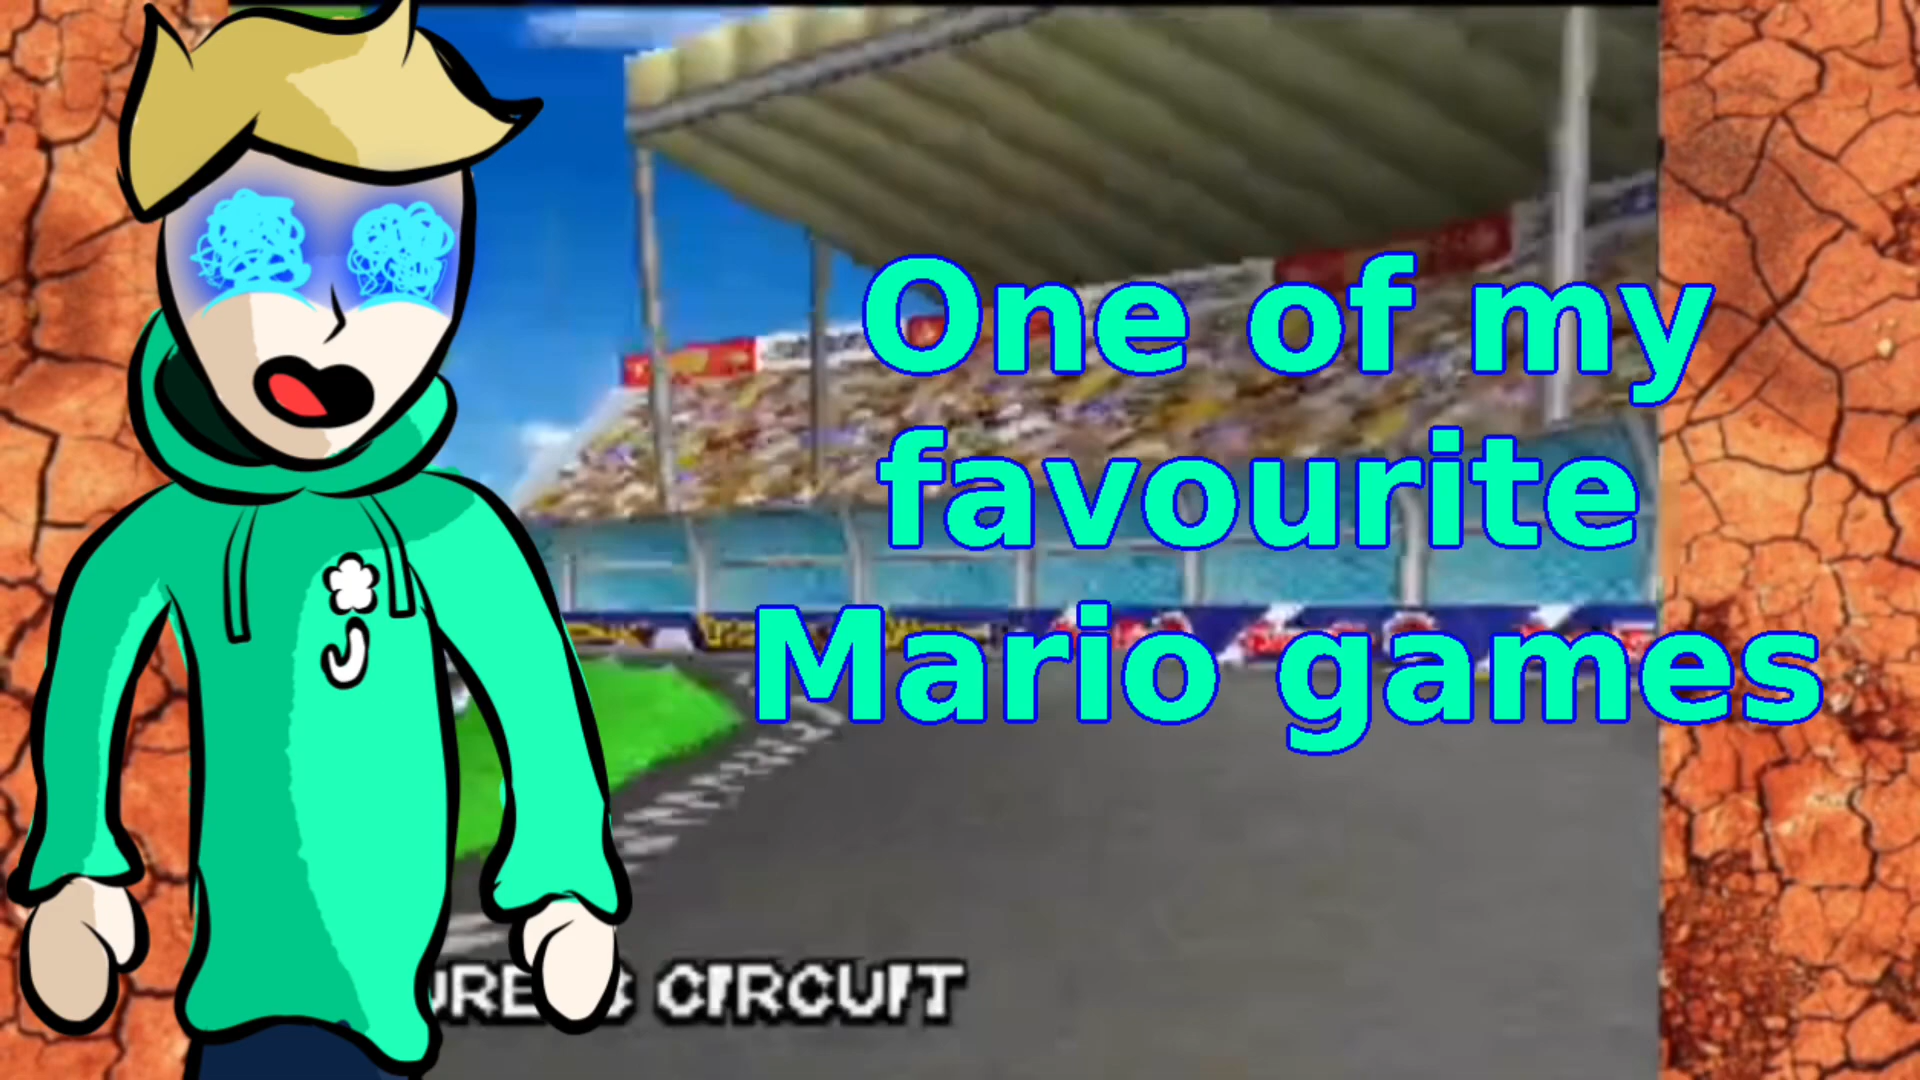 One of my
favourite
Mario games
J
CIRCUIT